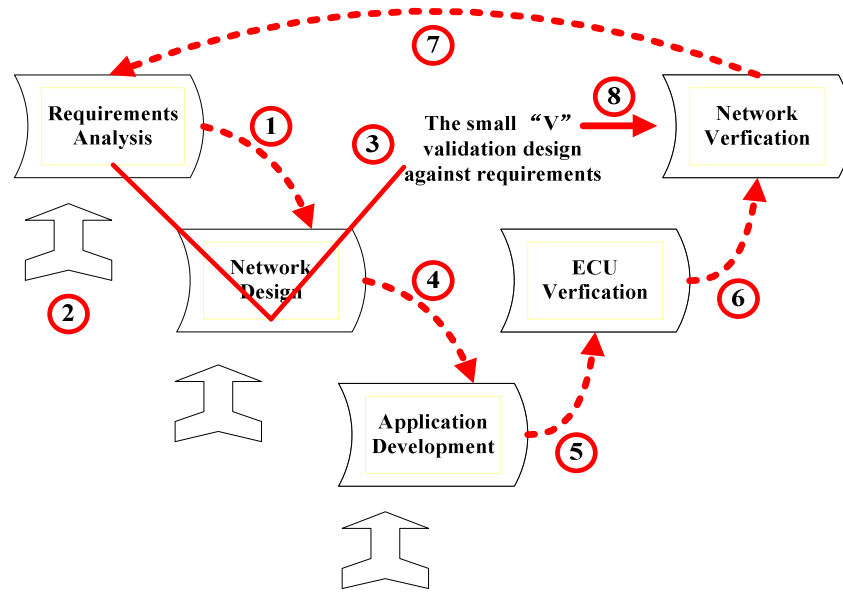 7
8
1
Requirements
Analysis
3
The small “V”
validation design
against requirements
Network
Verfication
2
Network
Design
4
ECU
Verfication
6
Application
Development
5